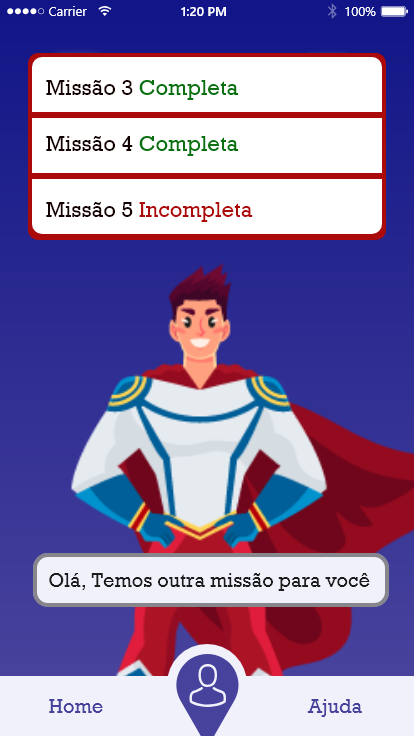 Carrier 1:20 PM 100%
Missão 3 Completa
Missão 4 Completa
Missão 5 Incompleta
Olá, Temos outra missão para você
Home Ajuda